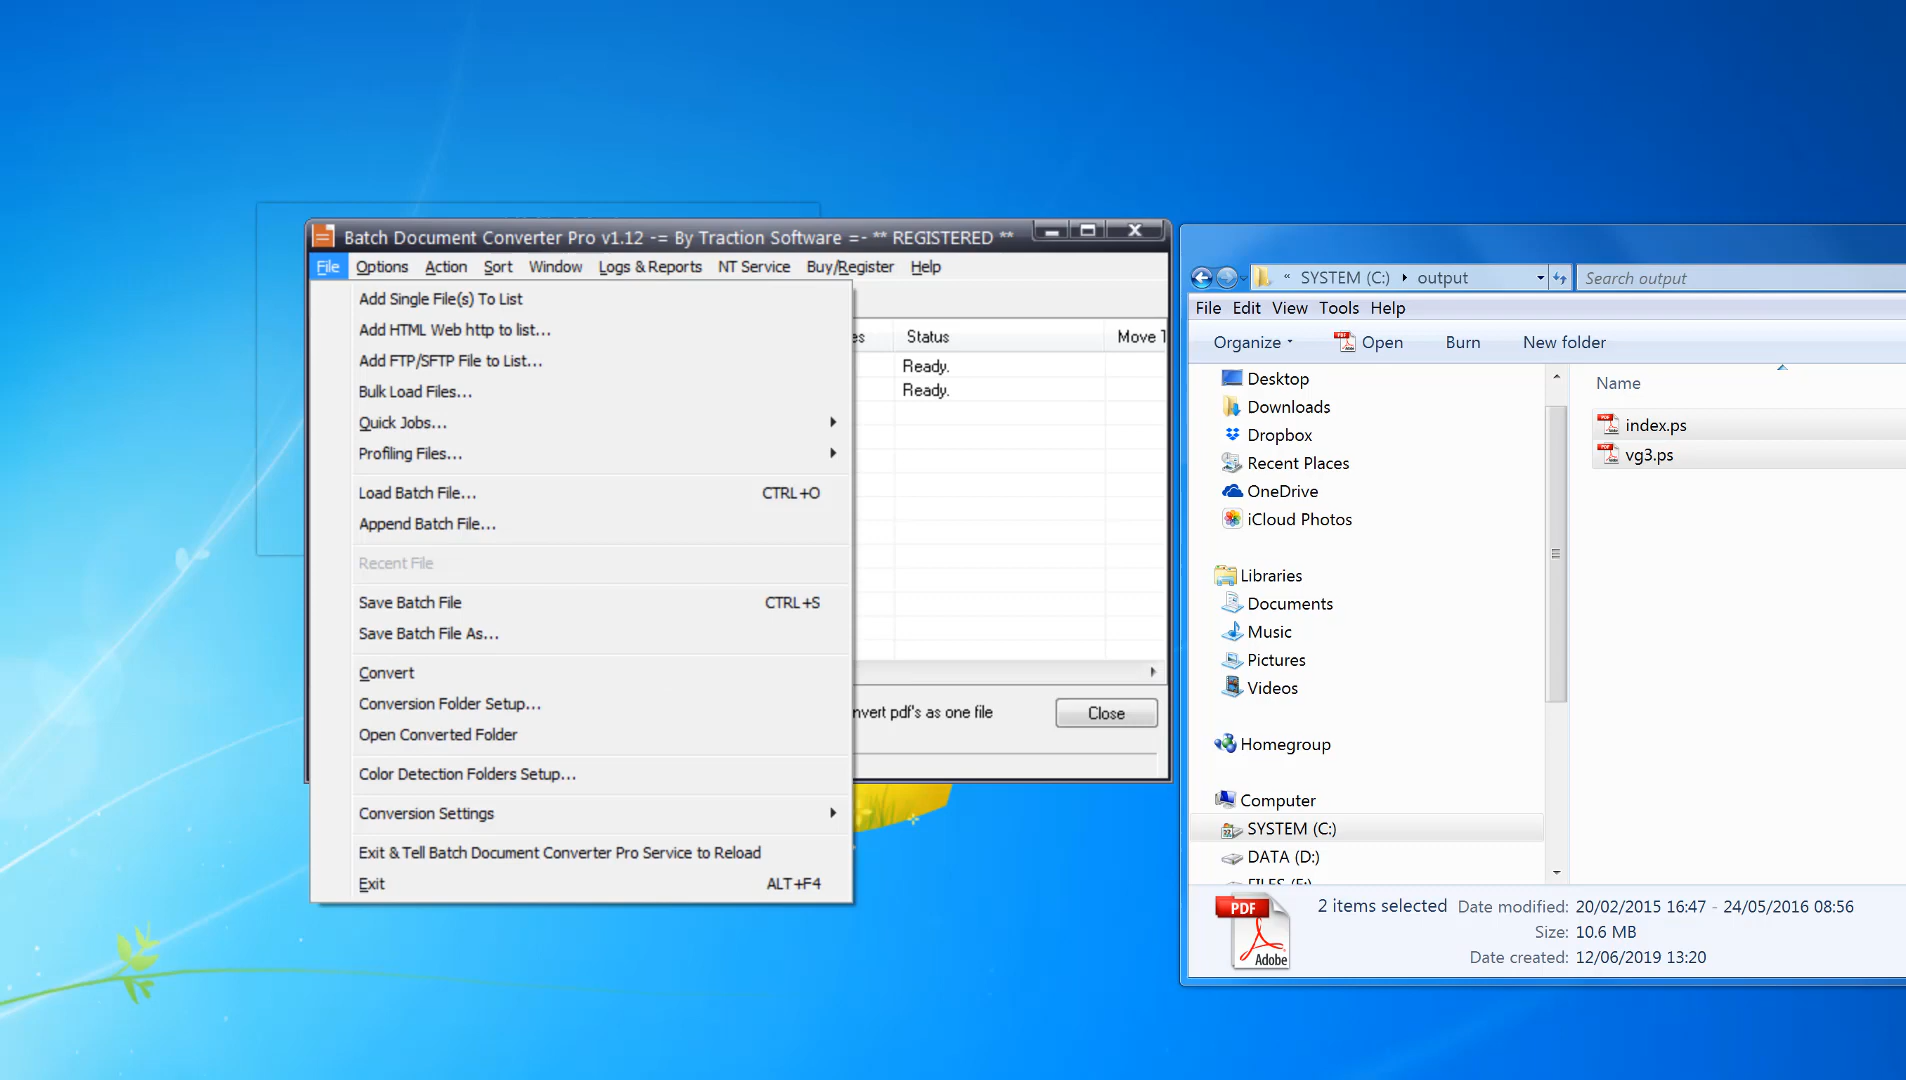 Batch Document Converter Pro v1.12 -= By Traction Software =- ** REGISTERED **
File Options Action Sort Window Logs & Reports NT Service Buy/Register Help
Add Single File(s) To List
Add HTML Web http to list...
Add FTP/SFTP File to List...
Bulk Load Files...
Quick Jobs...
Profiling Files...
Load Batch File... CTRL+O
Append Batch File...
Recent File
Save Batch File CTRL+S
Save Batch File As...
Convert
Conversion Folder Setup...
Open Converted Folder
Color Detection Folders Setup...
Conversion Settings
Exit & Tell Batch Document Converter Pro Service to Reload
Exit ALT+F4
Status Move
Ready.
Ready.
pdf's as one file
Close
« SYSTEM (C:) output
Search output
File Edit View Tools Help
Organize Open Burn New folder
Desktop
Downloads
Dropbox
Recent Places
OneDrive
iCloud Photos
Libraries
Documents
Music
Pictures
Videos
Homegroup
Computer
SYSTEM (C:)
DATA (D:)
Name
index.ps
vg3.ps
PDF
Adobe
2 items selected Date modified: 20/02/2015 16:47 - 24/05/2016 08:56
Size: 10.6 MB
Date created: 12/06/2019 13:20